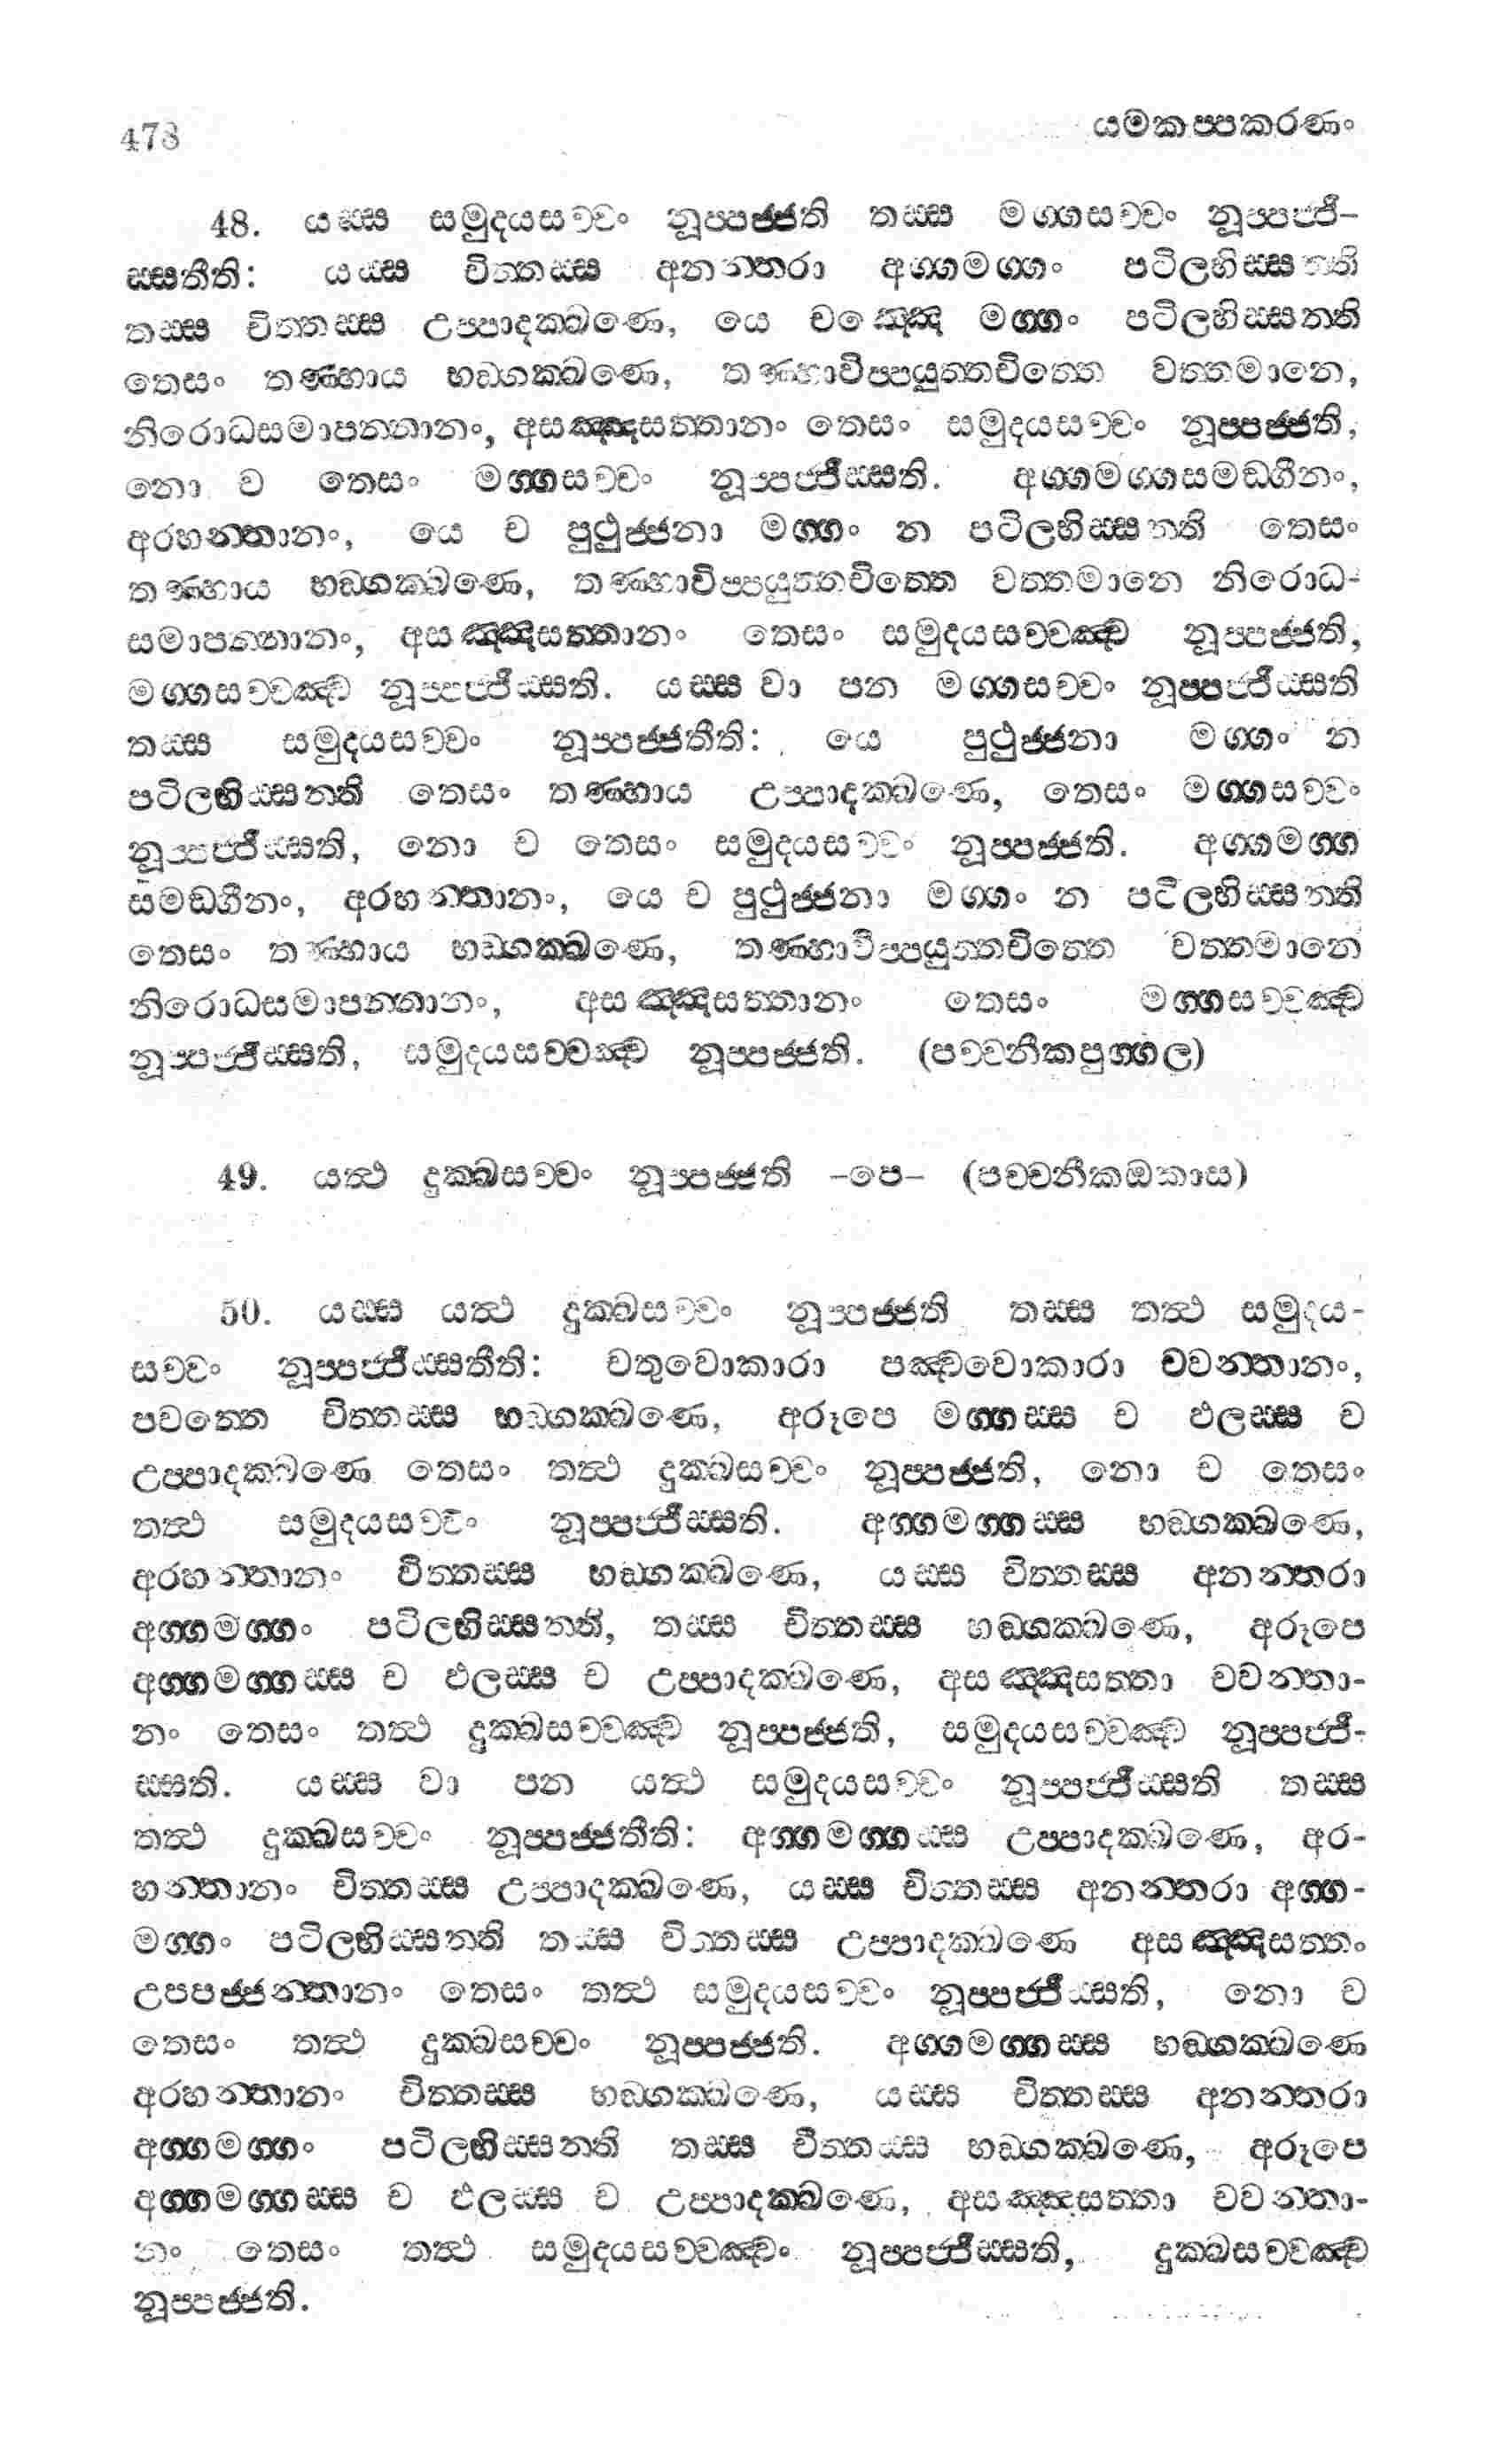 478
යමකප්පකරණං
48. යස්ස සමුදයසච්චං නූප්පජ්ජති තස්ස මග්ගසච්චං නූප්පජ්ජි-
ස්සතීති: යස්ස චිත්තස්ස අනන්තරා අග්ගමග්ගං පටිලභිස්සන්ති
තස්ස චිත්තස්ස උප්පාදක්ඛණෙ, යෙ චඤ්ඤෙ මග්ගං පටිලභිස්සන්ති
තෙසං තණ්හාය භඞ්ගක්ඛණෙ, තණ්හාවිප්පයුත්තචිත්තෙ වත්තමානෙ,
නිරොධසමාපන්නානං, අසඤ්ඤසත්තානං තෙසං සමුදයසච්චං නූප්පජ්ජති,
නො ච තෙසං මග්ගසච්චං නූප්පජ්ජිස්සති. අග්ගමග්ගසමඞ්ගීනං,
අරහන්තානං, යෙ ච පුථුජ්ජනා මග්ගං න පටිලභිස්සන්ති තෙසං
තණ්හාය භඞ්ගක්ඛණෙ, තණ්හාවිප්පයුත්තචිත්තෙ වත්තමානෙ නිරොධ-
සමාපන්නානං, අසඤ්ඤසත්තානං තෙසං සමුදයසච්චඤ්ච නූප්පජ්ජති,
මග්ගසච්චඤ්ච නූප්පජ්ජිස්සති. යස්ස වා පන මග්ගසච්චං නූප්පජ්ජිස්සති
තස්ස සමුදයසච්චං නූප්පජ්ජතීති: යෙ පුථුජ්ජනා මග්ගං න
පටිලභිස්සන්ති තෙසං තණ්හාය උප්පාදක්ඛණෙ, තෙසං මග්ගසච්චං
නූප්පජ්ජිස්සති, නො ච තෙසං සමුදයසච්චං නූප්පජ්ජති. අග්ගමග්ග
සමඞ්ගීනං, අරහන්තානං, යෙ ච පුථුජ්ජනා මග්ගං න පටිලභිස්සන්ති
තෙසං තණ්හාය භඞ්ගක්ඛණෙ, තණ්හාවිප්පයුත්තචිත්තෙ වත්තමානෙ
නිරොධසමාපන්නානං, අසඤ්ඤසත්තානං තෙසං මග්ගසච්චඤ්ච
නූප්පජ්ජිස්සති, සමුදයසච්චඤ්ච නූප්පජ්ජති. (පච්චනීකපුග්ගල)
49. යත්ථ දුක්ඛසච්චං නූප්පජ්ජති -පෙ- (පච්චනීකඔකාස)
50. යස්ස යත්ථ දුක්ඛසච්චං නූප්පජ්ජති තස්ස තත්ථ සමුදය-
සච්චං නූප්පජ්ජිස්සතීති: චතුවොකාරා පඤ්චවොකාරා චවන්තානං,
පවත්තෙ චිත්තස්ස භඞ්ගක්ඛණෙ, අරූපෙ මග්ගස්ස ච ඵලස්ස ච
උප්පාදක්ඛණෙ තෙසං තත්ථ දුක්ඛසච්චං නූප්පජ්ජති, නො ච තෙසං
තත්ථ සමුදයසච්චං නූප්පජ්ජිස්සති. අග්ගමග්ගස්ස භඞ්ගක්ඛණෙ,
අරහන්තානං චිත්තස්ස භඞ්ගක්ඛණෙ, යස්ස චිත්තස්ස අනන්තරා
අග්ගමග්ගං පටිලභිස්සන්ති, තස්ස චිත්තස්ස භඞ්ගක්ඛණෙ, අරූපෙ
අග්ගමග්ගස්ස ච ඵලස්ස ච උප්පාදක්ඛණෙ, අසඤ්ඤසත්තා චවන්තා-
නං තෙසං තත්ථ දුක්ඛසච්චඤ්ච නූප්පජ්ජති, සමුදයසච්චඤ්ච නූප්පජ්ජි-
ස්සති. යස්ස වා පන යත්ථ සමුදයසච්චං නූප්පජ්ජිස්සති තස්ස
තත්ථ දුක්ඛසච්චං නූප්පජ්ජතීති: අග්ගමග්ගස්ස උප්පාදක්ඛණෙ, අර-
හන්තානං චිත්තස්ස උප්පාදක්ඛණෙ, යස්ස චිත්තස්ස අනන්තරා අග්ග-
මග්ගං පටිලභිස්සන්ති තස්ස චිත්තස්ස උප්පාදක්ඛණෙ අසඤ්ඤසත්තං
උපපජ්ජන්තානං තෙසං තත්ථ සමුදයසච්චං නූප්පජ්ජිස්සති, නො ච
තෙසං තත්ථ දුක්ඛසච්චං නූප්පජ්ජති. අග්ගමග්ගස්ස භඞ්ගක්ඛණෙ
අරහන්තානං චිත්තස්ස භඞ්ගක්ඛණෙ, යස්ස චිත්තස්ස අනන්තරා
අග්ගමග්ගං පටිලභිස්සන්ති තස්ස චිත්තස්ස භඞ්ගක්ඛණෙ, අරූපෙ
අග්ගමග්ගස්ස ච ඵලස්ස ච උප්පාදක්ඛණෙ, අසඤ්ඤසත්තා චවන්තා-
නං තෙසං තත්ථ සමුදයසච්චඤ්චං නූප්පජ්ජිස්සති, දුක්ඛසච්චඤ්ච
නූප්පජ්ජති.